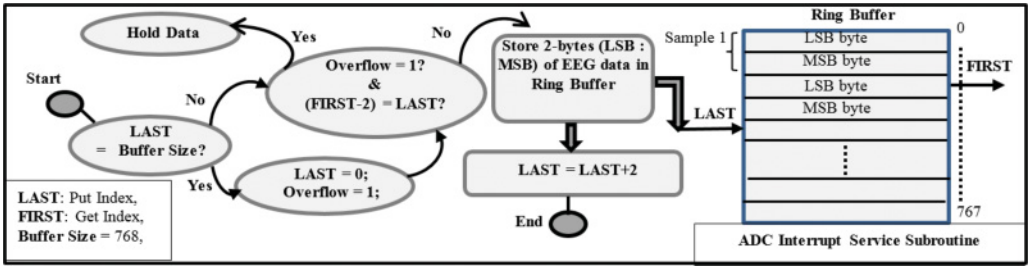 Start
LAST
= Buffer Size?
No
Yes
Hold Data
Yes
Overflow = 1?
&
(FIRST-2) = LAST?
LAST = 0;
Overflow = 1;
No
Store 2-bytes (LSB :
MSB) of EEG data in
Ring Buffer
LAST = LAST+2
End
LAST
Ring Buffer
Sample 1
LSB byte
MSB byte
LSB byte
MSB byte
0
FIRST
767
LAST: Put Index,
FIRST: Get Index,
Buffer Size = 768,
ADC Interrupt Service Subroutine